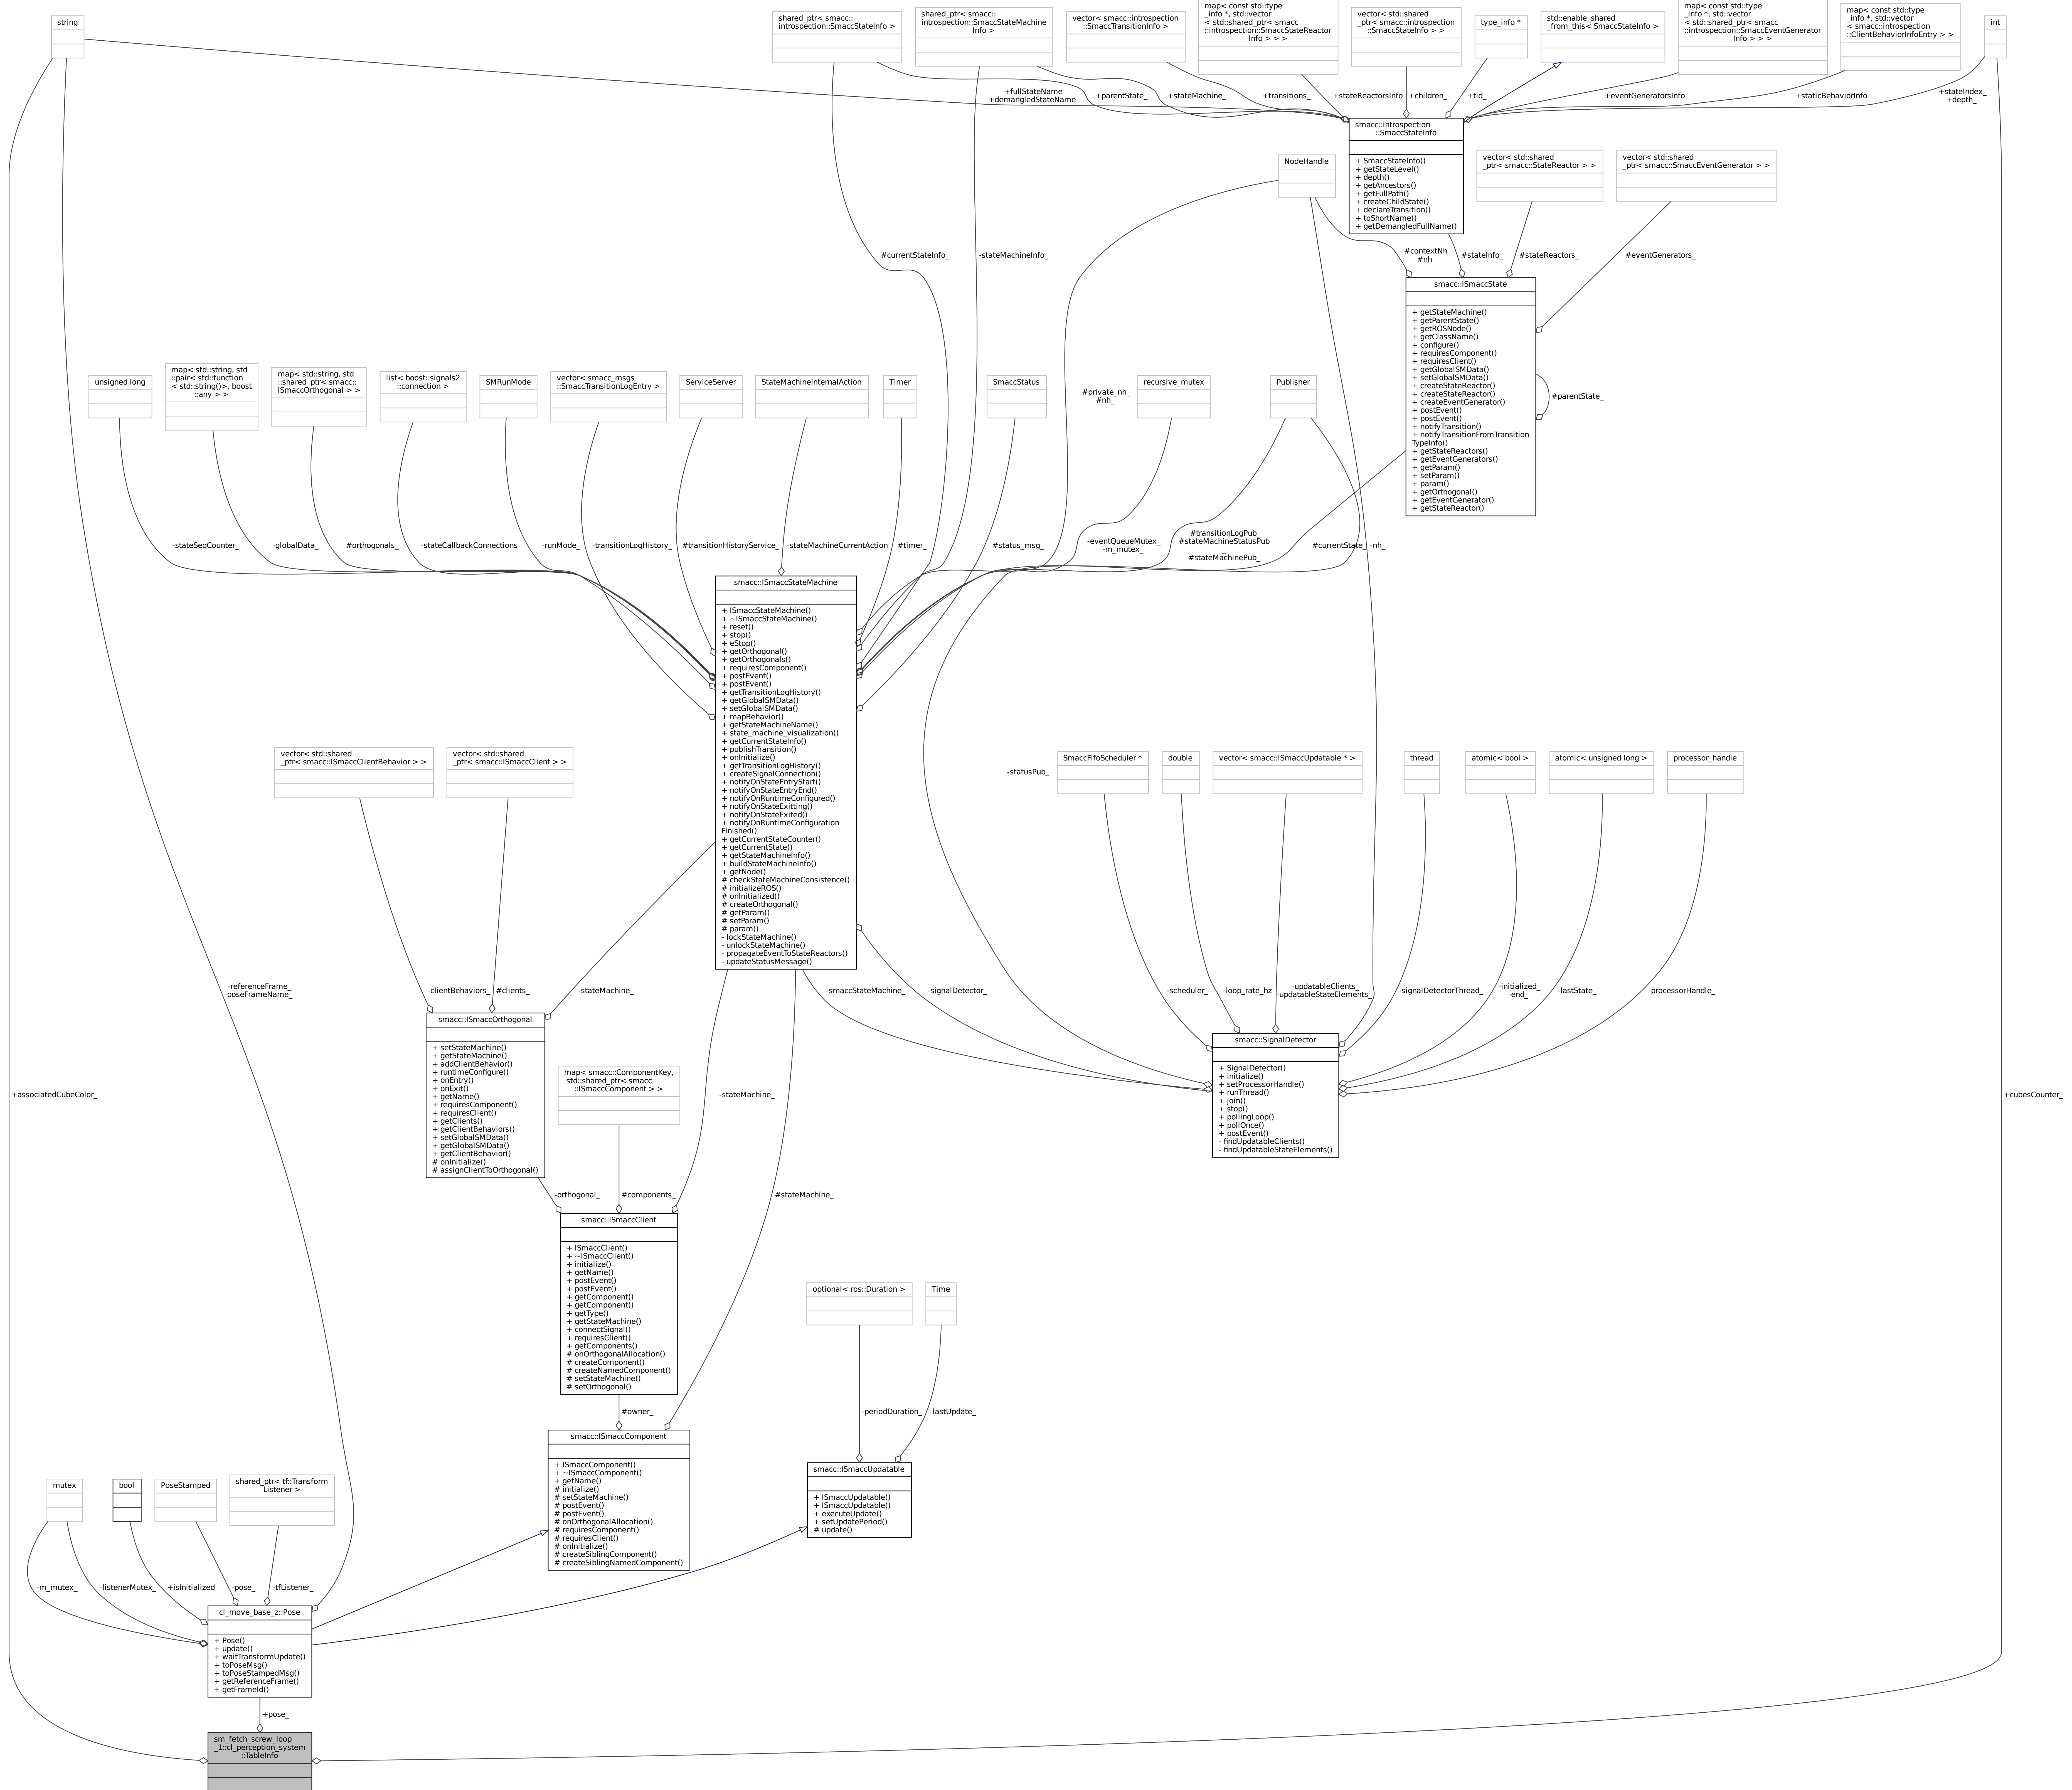 string
shared_ptr< smacc::
introspection::SmaccStateInfo >
shared_ptr< smacc::
introspection::SmaccStateMachine
Info >
vector< smacc::introspection
::SmaccTransitionInfo >
map< const std::type
_info *, std::vector
< std::shared_ptr< smacc
::introspection::SmaccStateReactor
Info > > >
vector< std::shared
_ptr< smacc::introspection
::SmaccStateInfo > >
type_info *
std::enable_shared
_from_this< SmaccStateInfo >
map< const std::type
_info *, std::vector
< std::shared_ptr< smacc
::introspection::SmaccEventGenerator
Info > > >
map< const std::type
_info *, std::vector
< smacc::introspection
::ClientBehaviorInfoEntry > >
int
+fullStateName
+demangledStateName
+parentState_
+stateMachine_
+transitions_
+stateReactorsInfo
+children_
+tid_
+eventGeneratorsInfo
+staticBehaviorInfo
+stateIndex_
+depth_
smacc::introspection
::SmaccStateInfo
+ SmaccStateInfo()
+ getStateLevel()
+ depth()
+ getAncestors()
+ getFullPath()
+ createChildState()
+ declareTransition()
+ toShortName()
+ getDemangledFullName()
NodeHandle
vector< std::shared
_ptr< smacc::StateReactor > >
vector< std::shared
_ptr< smacc::SmaccEventGenerator > >
#currentStateInfo_
-stateMachineInfo_
#contextNh
#nh
#stateInfo_
#stateReactors_
#eventGenerators_
smacc::ISmaccState
+ getStateMachine()
+ getParentState()
+ getROSNode()
+ getClassName()
+ configure()
+ requiresComponent()
+ requiresClient()
+ getGlobalSMData()
+ setGlobalSMData()
+ createStateReactor()
+ createStateReactor()
+ createEventGenerator()
+ postEvent()
+ postEvent()
+ notifyTransition()
+ notifyTransitionFromTransition
TypeInfo()
+ getStateReactors()
+ getEventGenerators()
+ getParam()
+ setParam()
+ param()
+ getOrthogonal()
+ getEventGenerator()
+ getStateReactor()
#parentState_
unsigned long
map< std::string, std
::pair< std::function
< std::string()>, boost
::any > >
map< std::string, std
::shared_ptr< smacc::
ISmaccOrthogonal > >
list< boost::signals2
::connection >
SMRunMode
vector< smacc_msgs
::SmaccTransitionLogEntry >
ServiceServer
StateMachineInternalAction
Timer
SmaccStatus
#private_nh_
#nh_
recursive_mutex
Publisher
-stateSeqCounter_
-globalData_
#orthogonals_
-stateCallbackConnections
-runMode_
-transitionLogHistory_
#transitionHistoryService_
-stateMachineCurrentAction
#timer_
#status_msg_
-eventQueueMutex_
-m_mutex_
#transitionLogPub_
#stateMachineStatusPub
_
#stateMachinePub_
#currentState_
-nh_
smacc::ISmaccStateMachine
+ ISmaccStateMachine()
+ ~ISmaccStateMachine()
+ reset()
+ stop()
+ eStop()
+ getOrthogonal()
+ getOrthogonals()
+ requiresComponent()
+ postEvent()
+ postEvent()
+ getTransitionLogHistory()
+ getGlobalSMData()
+ setGlobalSMData()
+ mapBehavior()
+ getStateMachineName()
+ state_machine_visualization()
+ getCurrentStateInfo()
+ publishTransition()
+ onInitialize()
+ getTransitionLogHistory()
+ createSignalConnection()
+ notifyOnStateEntryStart()
+ notifyOnStateEntryEnd()
+ notifyOnRuntimeConfigured()
+ notifyOnStateExitting()
+ notifyOnStateExited()
+ notifyOnRuntimeConfiguration
Finished()
+ getCurrentStateCounter()
+ getCurrentState()
+ getStateMachineInfo()
+ buildStateMachineInfo()
+ getNode()
# checkStateMachineConsistence()
# initializeROS()
# onInitialized()
# createOrthogonal()
# getParam()
# setParam()
# param()
- lockStateMachine()
- unlockStateMachine()
- propagateEventToStateReactors()
- updateStatusMessage()
vector< std::shared
_ptr< smacc::ISmaccClientBehavior > >
vector< std::shared
_ptr< smacc::ISmaccClient > >
-statusPub_
SmaccFifoScheduler *
double
vector< smacc::ISmaccUpdatable * >
thread
atomic< bool >
atomic< unsigned long >
processor_handle
-referenceFrame_
-poseFrameName_
-clientBehaviors_
#clients_
-stateMachine_
-smaccStateMachine_
-signalDetector_
-scheduler_
-loop_rate_hz
-updatableClients_
-updatableStateElements_
-signalDetectorThread_
-initialized_
-end_
-lastState_
-processorHandle_
smacc::ISmaccOrthogonal
+ setStateMachine()
+ getStateMachine()
+ addClientBehavior()
+ runtimeConfigure()
+ onEntry()
+ onExit()
+ getName()
+ requiresComponent()
+ requiresClient()
+ getClients()
+ getClientBehaviors()
+ setGlobalSMData()
+ getGlobalSMData()
+ getClientBehavior()
# onInitialize()
# assignClientToOrthogonal()
smacc::SignalDetector
+ SignalDetector()
+ initialize()
+ setProcessorHandle()
+ runThread()
+ join()
+ stop()
+ pollingLoop()
+ pollOnce()
+ postEvent()
- findUpdatableClients()
- findUpdatableStateElements()
map< smacc::ComponentKey,
std::shared_ptr< smacc
::ISmaccComponent > >
+associatedCubeColor_
-stateMachine_
+cubesCounter_
-orthogonal_
#components_
#stateMachine_
smacc::ISmaccClient
+ ISmaccClient()
+ ~ISmaccClient()
+ initialize()
+ getName()
+ postEvent()
+ postEvent()
+ getComponent()
+ getComponent()
+ getType()
+ getStateMachine()
+ connectSignal()
+ requiresClient()
+ getComponents()
# onOrthogonalAllocation()
# createComponent()
# createNamedComponent()
# setStateMachine()
# setOrthogonal()
optional< ros::Duration >
Time
#owner_
-periodDuration_
-lastUpdate_
smacc::ISmaccComponent
+ ISmaccComponent()
+ ~ISmaccComponent()
+ getName()
# initialize()
# setStateMachine()
# postEvent()
# postEvent()
# onOrthogonalAllocation()
# requiresComponent()
# requiresClient()
# onInitialize()
# createSiblingComponent()
# createSiblingNamedComponent()
smacc::ISmaccUpdatable
+ ISmaccUpdatable()
+ ISmaccUpdatable()
+ executeUpdate()
+ setUpdatePeriod()
# update()
mutex
bool
PoseStamped
shared_ptr< tf::Transform
Listener >
-m_mutex_
-listenerMutex_
+isInitialized
-pose_
-tfListener_
cl_move_base_z::Pose
+ Pose()
+ update()
+ waitTransformUpdate()
+ toPoseMsg()
+ toPoseStampedMsg()
+ getReferenceFrame()
+ getFrameId()
+pose_
sm_fetch_screw_loop
_1::cl_perception_system
::TableInfo